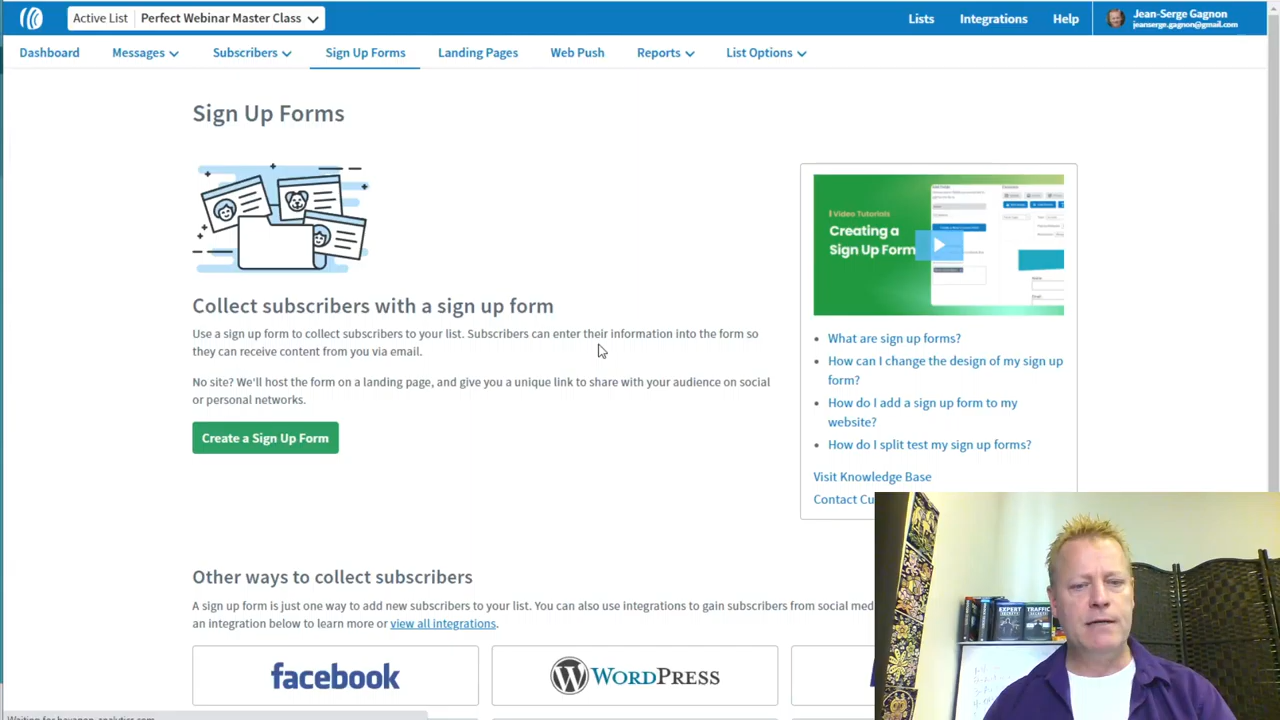 Active List Perfect Webinar Master Class
Lists Integrations Help
Jean-Serge Gagnon
jeanserge.gagnon@gmail.com
Dashboard Messages Subscribers Sign Up Forms Landing Pages Web Push Reports List Options
Sign Up Forms
Collect subscribers with a sign up form
Use a sign up form to collect subscribers to your list. Subscribers can enter their information into the form so
they can receive content from you via email.
No site? We'll host the form on a landing page, and give you a unique link to share with your audience on social
or personal networks.
Create a Sign Up Form
Video Tutorials
Creating a
Sign Up Form
What are sign up forms?
How can I change the design of my sign up
form?
How do I add a sign up form to my
website?
How do I split test my sign up forms?
Visit Knowledge Base
Contact Cu
Other ways to collect subscribers
A sign up form is just one way to add new subscribers to your list. You can also use integrations to gain subscribers from social med
an integration below to learn more or view all integrations.
facebook
WORDPRESS
EXPERT
SECRETS
TRAFFIC
SECRETS